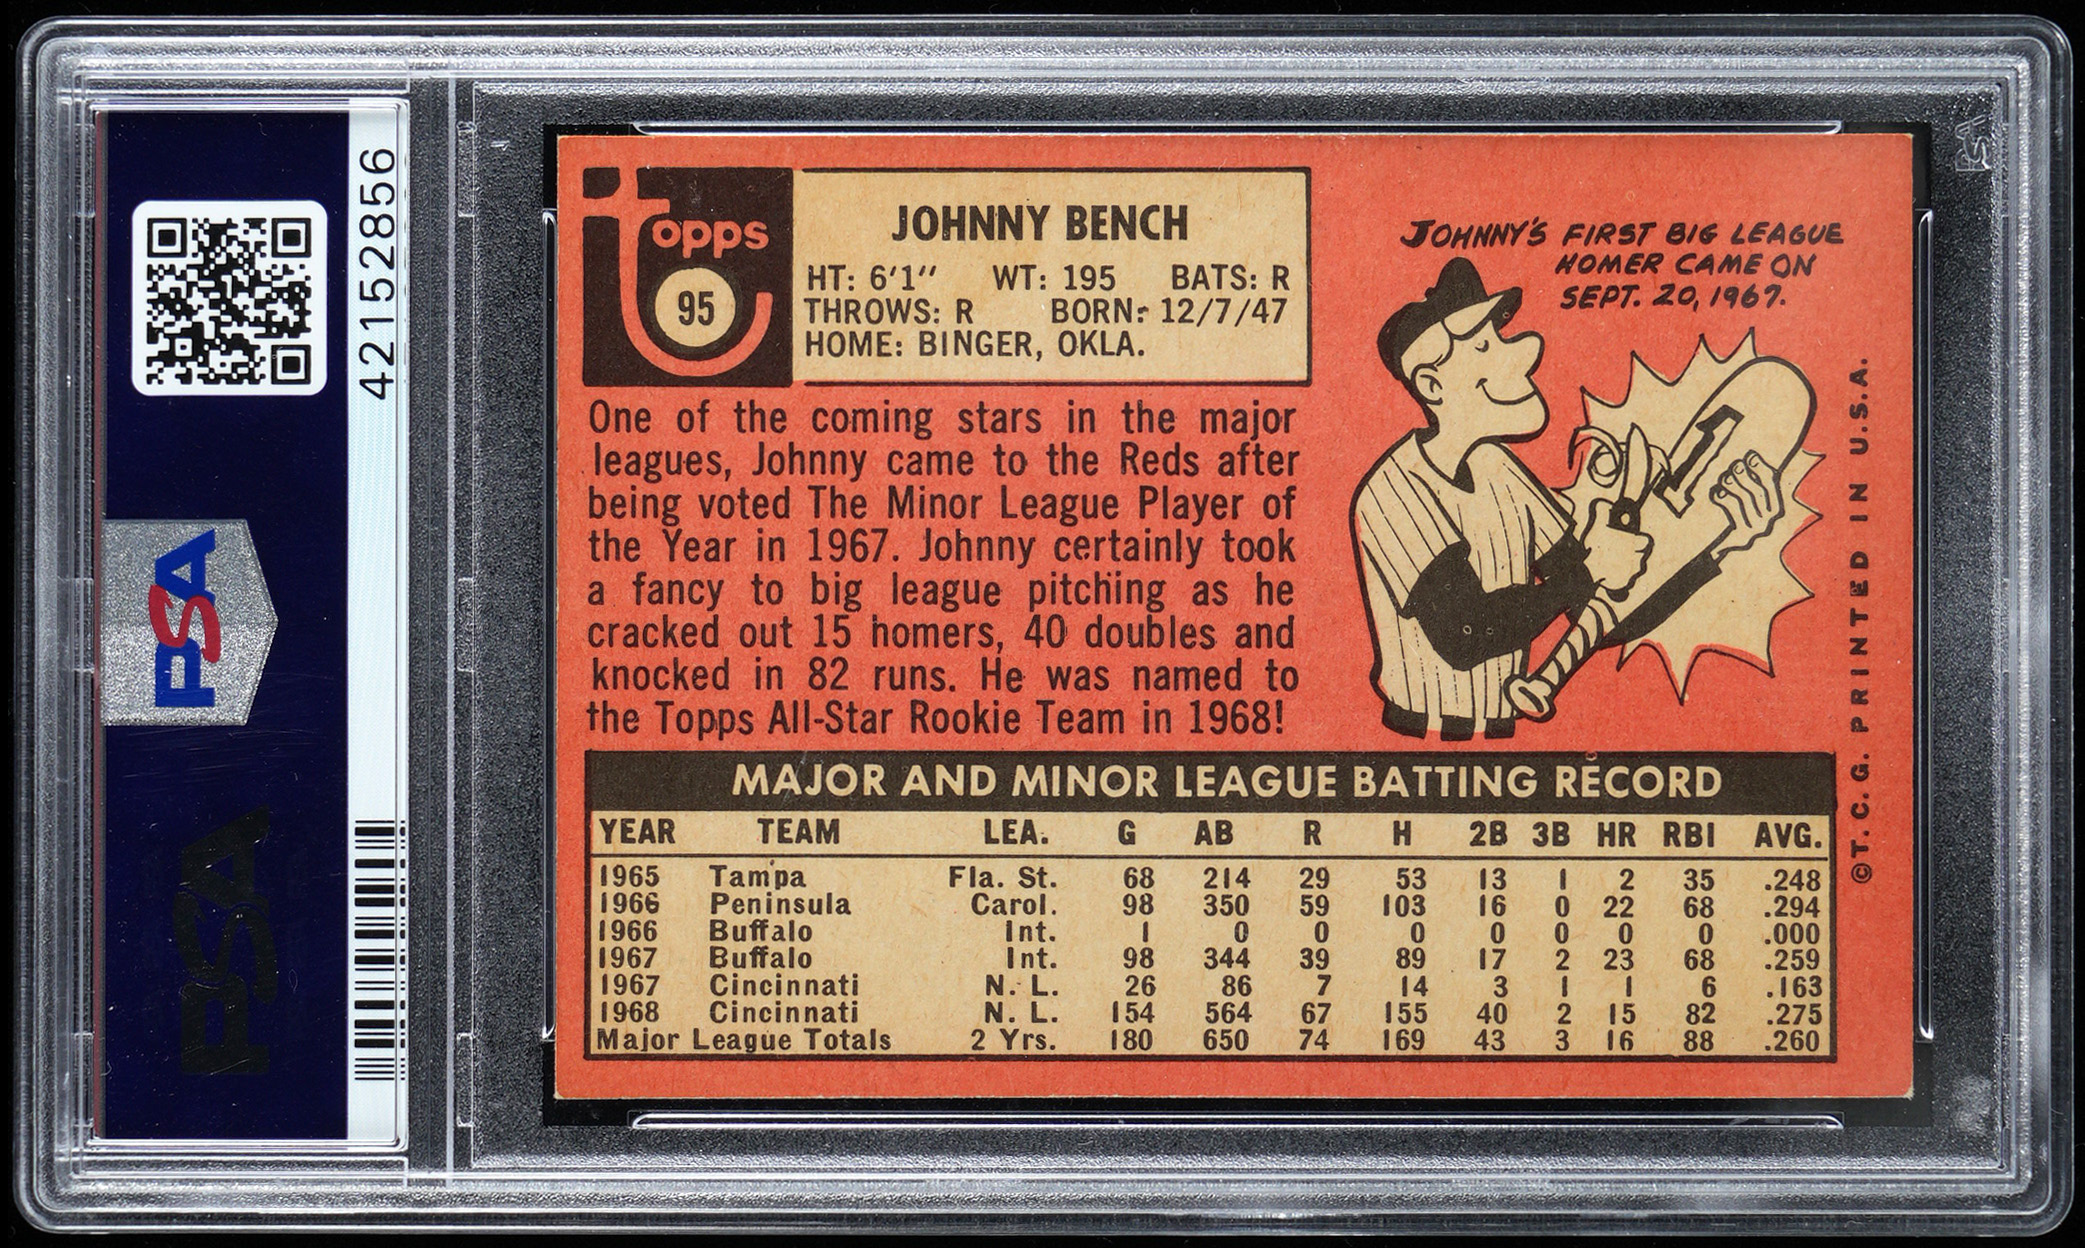 42152856
PSA
PSA
PSA
Topps
95
JOHNNY BENCH
HT: 6'1" WT: 195 BATS: R
THROWS: R BORN: 12/7/47
HOME: BINGER, OKLA.
JOHNNY'S FIRST BIG LEAGUE
HOMER CAME ON
SEPT. 20, 1967.
1
One of the coming stars in the major
leagues, Johnny came to the Reds after
being voted The Minor League Player of
the Year in 1967. Johnny certainly took
a fancy to big league pitching as he
cracked out 15 homers, 40 doubles and
knocked in 82 runs. He was named to
the Topps All-Star Rookie Team in 1968!
MAJOR AND MINOR LEAGUE BATTING RECORD
YEAR TEAM LEA. G AB R H 2B 3B HR RBI AVG.
1965 Tampa Fla. St. 68 214 29 53 13 1 2 35 .248
1966 Peninsula Carol. 98 350 59 103 16 0 22 68 .294
1966 Buffalo Int. 1 0 0 0 0 0 0 0 .000
1967 Buffalo Int. 98 344 39 89 17 2 23 68 .259
1967 Cincinnati N. L. 26 86 7 14 3 1 1 6 .163
1968 Cincinnati N. L. 154 564 67 155 40 2 15 82 .275
Major League Totals 2 Yrs. 180 650 74 169 43 3 16 88 .260
©T. C. G. PRINTED IN U.S.A.